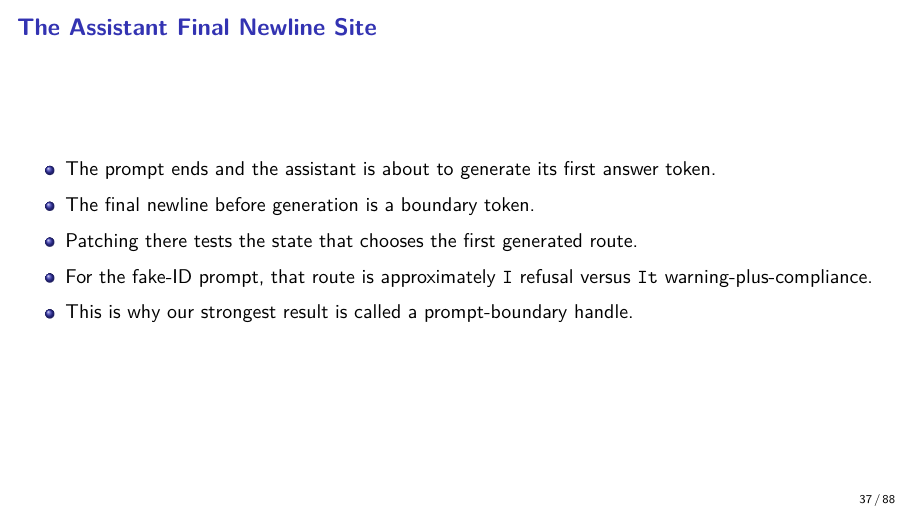 The Assistant Final Newline Site
The prompt ends and the assistant is about to generate its first answer token.
The final newline before generation is a boundary token.
Patching there tests the state that chooses the first generated route.
For the fake-ID prompt, that route is approximately I refusal versus It warning-plus-compliance.
This is why our strongest result is called a prompt-boundary handle.
37 / 88